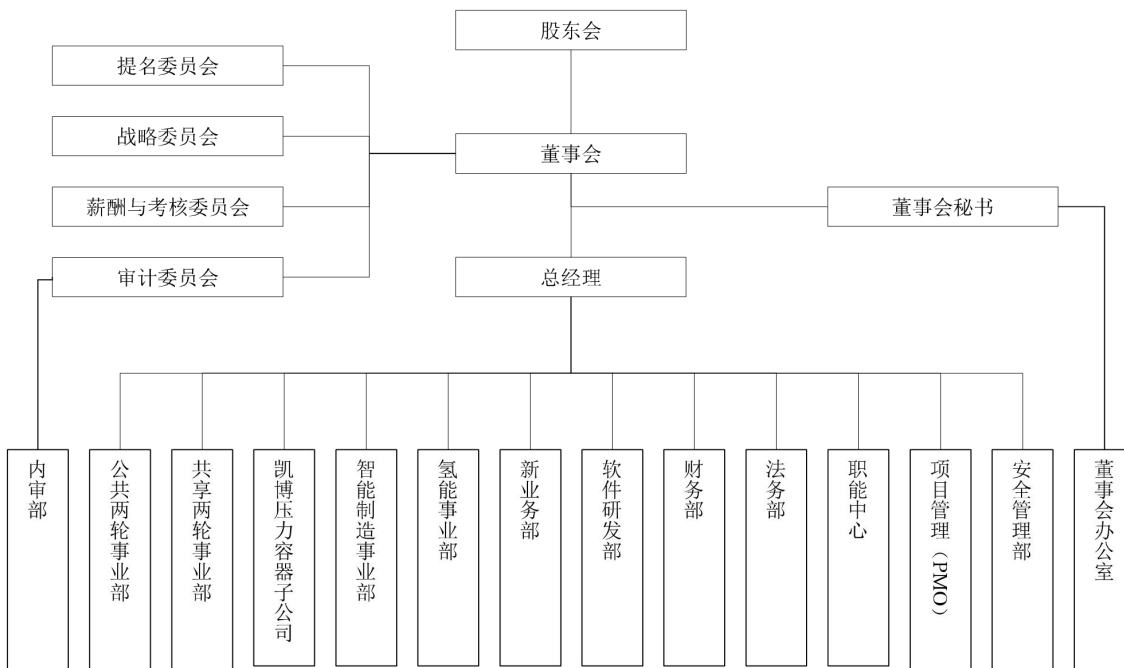 股东会
提名委员会
战略委员会
董事会
薪酬与考核委员会
董事会秘书
审计委员会
总经理
内审部
公共两轮事业部
共享两轮事业部
凯博压力容器子公司
智能制造事业部
氢能事业部
新业务部
软件研发部
财务部
法务部
职能中心
项目管理（PMO）
安全管理部
董事会办公室